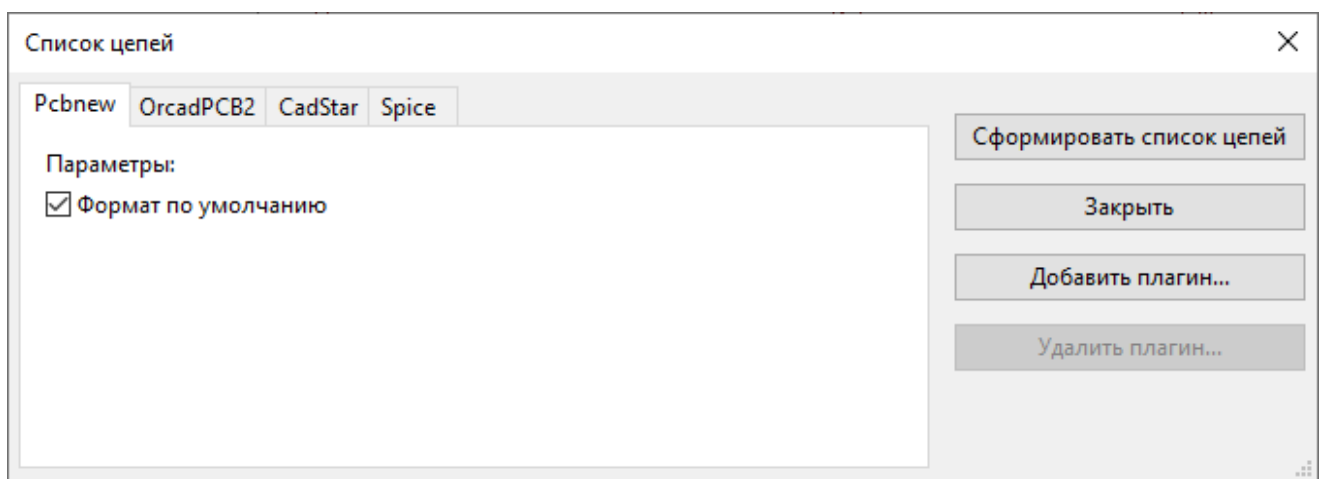 Список цепей
Pcbnew OrcadPCB2 CadStar Spice
Параметры:
Формат по умолчанию
Сформировать список цепей
Закрыть
Добавить плагин...
Удалить плагин...